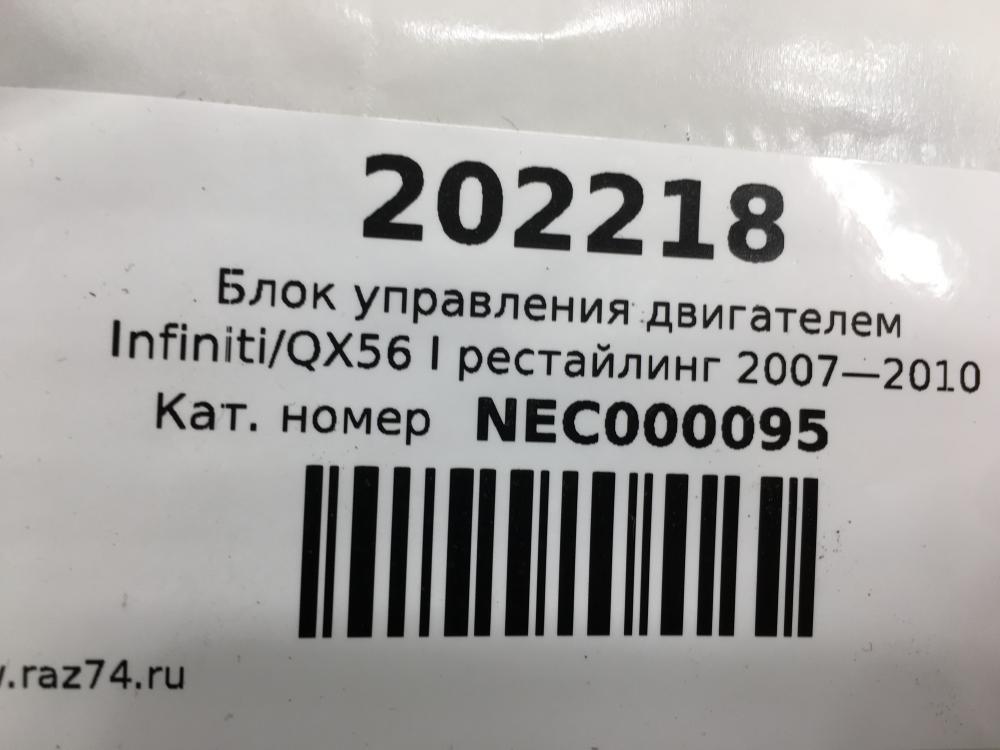 202218
Блок управления двигателем
Infiniti/QX56 I рестайлинг 2007—2010
Кат. номер NEC000095
.raz74.ru